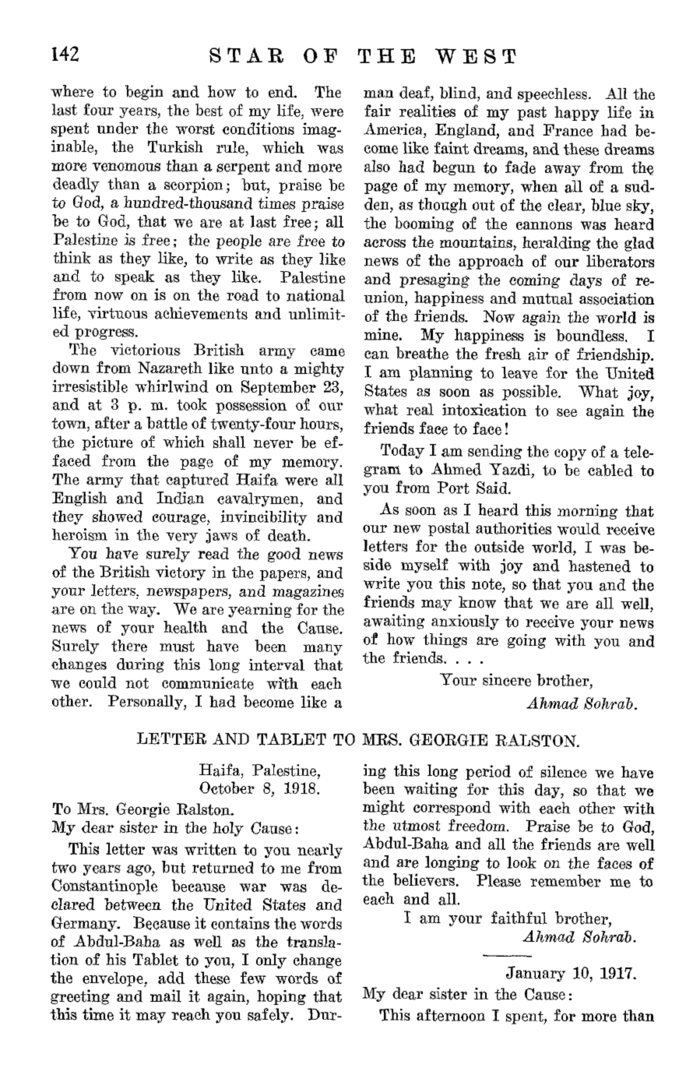 142
STAR OF THE WEST
where to begin and how to end. The
last four years, the best of my life, were
spent under the worst conditions imag-
inable, the Turkish rule, which was
more venomous than a serpent and more
deadly than a scorpion; but, praise be
to God, a hundred-thousand times praise
be to God, that we are at last free; all
Palestine is free; the people are free to
think as they like, to write as they like
and to speak as they like. Palestine
from now on is on the road to national
life, virtuous achievements and unlimit-
ed progress.
The victorious British army came
down from Nazareth like unto a mighty
irresistible whirlwind on September 23,
and at 3 p. m. took possession of our
town, after a battle of twenty-four hours,
the picture of which shall never be ef-
faced from the page of my memory.
The army that captured Haifa were all
English and Indian cavalrymen, and
they showed courage, invincibility and
heroism in the very jaws of death.
You have surely read the good news
of the British victory in the papers, and
your letters, newspapers, and magazines
are on the way. We are yearning for the
news of your health and the Cause.
Surely there must have been many
changes during this long interval that
we could not communicate with each
other. Personally, I had become like a
man deaf, blind, and speechless. All the
fair realities of my past happy life in
America, England, and France had be-
come like faint dreams, and these dreams
also had begun to fade away from the
page of my memory, when all of a sud-
den, as though out of the clear, blue sky,
the booming of the cannons was heard
across the mountains, heralding the glad
news of the approach of our liberators
and presaging the coming days of re-
union, happiness and mutual association
of the friends. Now again the world is
mine. My happiness is boundless. I
can breathe the fresh air of friendship.
I am planning to leave for the United
States as soon as possible. What joy,
what real intoxication to see again the
friends face to face!
Today I am sending the copy of a tele-
gram to Ahmed Yazdi, to be cabled to
you from Port Said.
As soon as I heard this morning that
our new postal authorities would receive
letters for the outside world, I was be-
side myself with joy and hastened to
write you this note, so that you and the
friends may know that we are all well,
awaiting anxiously to receive your news
of how things are going with you and
the friends. . . .
Your sincere brother,
Ahmad Sohrab.
LETTER AND TABLET TO MRS. GEORGIE RALSTON.
Haifa, Palestine,
October 8, 1918.
To Mrs. Georgie Ralston.
My dear sister in the holy Cause:
This letter was written to you nearly
two years ago, but returned to me from
Constantinople because war was de-
clared between the United States and
Germany. Because it contains the words
of Abdul-Baha as well as the transla-
tion of his Tablet to you, I only change
the envelope, add these few words of
greeting and mail it again, hoping that
this time it may reach you safely. Dur-
ing this long period of silence we have
been waiting for this day, so that we
might correspond with each other with
the utmost freedom. Praise be to God,
Abdul-Baha and all the friends are well
and are longing to look on the faces of
the believers. Please remember me to
each and all.
I am your faithful brother,
Ahmad Sohrab.
January 10, 1917.
My dear sister in the Cause:
This afternoon I spent, for more than